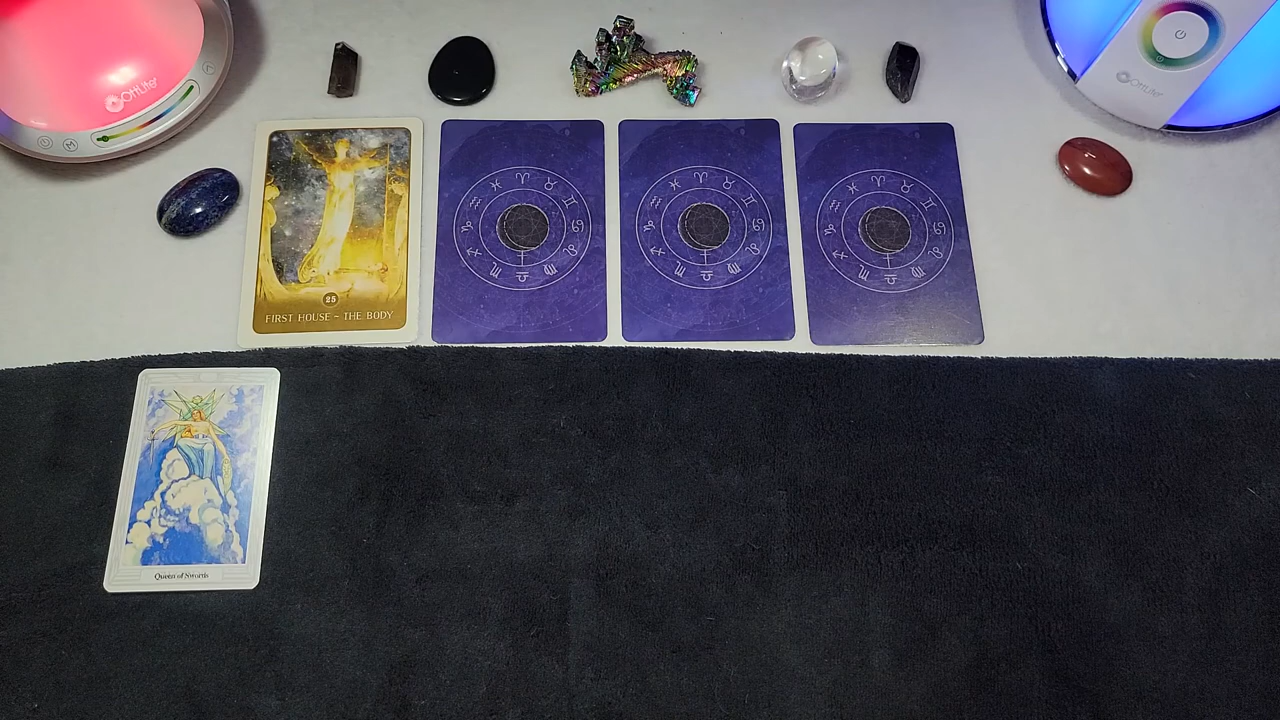 OttLite
OttLite
M
25
FIRST HOUSE ~ THE BODY
Queen of Swords